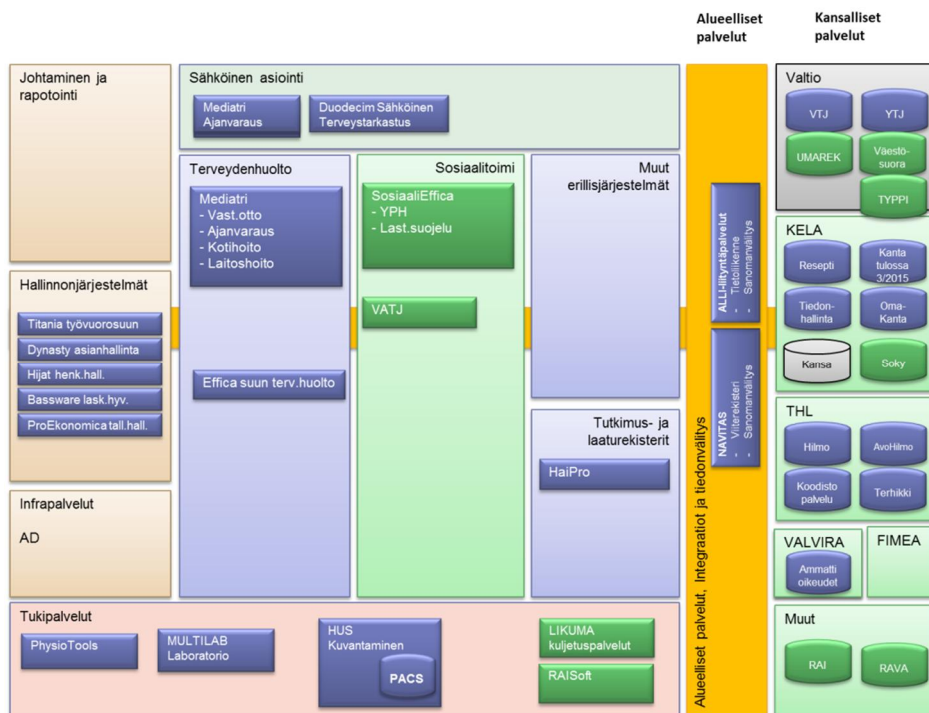 Alueelliset
palvelut
Kansalliset
palvelut
Johtaminen ja
rapotointi
Sähköinen asiointi
Mediatri
Ajanvaraus
Duodecim Sähköinen
Terveystarkastus
Terveydenhuolto
Mediatri
- Vast.otto
- Ajanvaraus
- Kotihoito
- Laitoshoito
Effica suun terv.huolto
Sosiaalitoimi
SosiaaliEffica
- YPH
- Last.suojelu
VATJ
Muut
erillisjärjestelmät
Tutkimus- ja
laaturekisterit
HaiPro
Hallinnonjärjestelmät
Titania työvuorosuun
Dynasty asianhallinta
Hijat henk.hall.
Bassware lask.hyv.
ProEkonomica tall.hall.
Infrapalvelut
AD
Tukipalvelut
PhysioTools
MULTILAB
Laboratorio
HUS
Kuvantaminen
PACS
LIKUMA
kuljetuspalvelut
RAISoft
Alueelliset palvelut, Integraatiot ja tiedonvälitys
ALLI-liityntäpalvelut
- Tietoliikenne
- Sanomanvälitys
NAVITAS
- Viiterekisteri
- Sanomanvälitys
Valtio
VTJ
YTJ
UMAREK
Väestö-
suora
TYPPI
KELA
Resepti
Kanta
tulossa
3/2015
Tiedon-
hallinta
Oma-
Kanta
Kansa
Soky
THL
Hilmo
AvoHilmo
Koodisto
palvelu
Terhikki
VALVIRA
Ammatti
oikeudet
FIMEA
Muut
RAI
RAVA